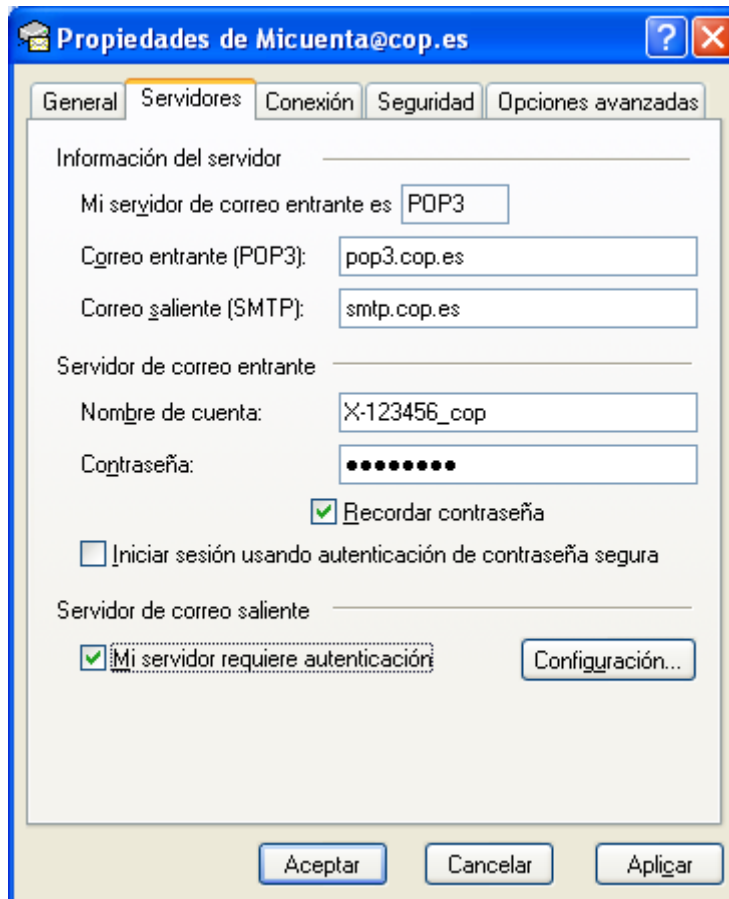 Propiedades de Micuenta@cop.es
General Servidores Conexión Seguridad Opciones avanzadas
Información del servidor
Mi servidor de correo entrante es POP3
Correo entrante (POP3): pop3.cop.es
Correo saliente (SMTP): smtp.cop.es
Servidor de correo entrante
Nombre de cuenta: X-123456_cop
Contraseña: ●●●●●●●●
Recordar contraseña
Iniciar sesión usando autenticación de contraseña segura
Servidor de correo saliente
Mi servidor requiere autenticación Configuración...
Aceptar Cancelar Aplicar